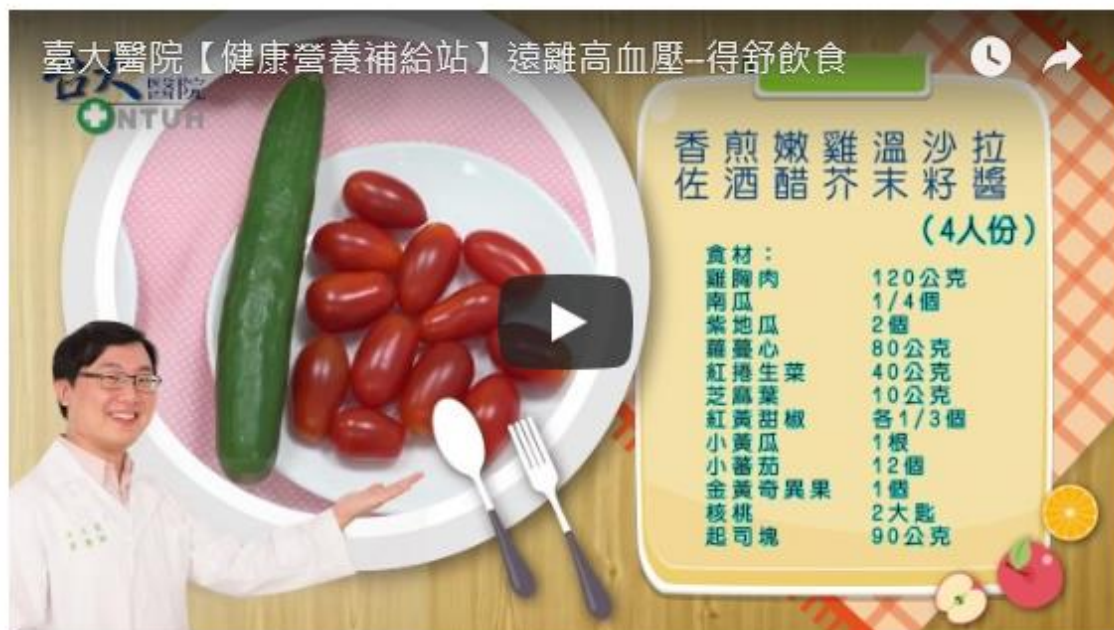 臺大醫院【健康營養補給站】遠離高血壓--得舒飲食
台大醫院
NTUH
香煎嫩雞溫沙拉
佐酒醋芥末籽醬
(4人份)
食材:
雞胸肉 120公克
南瓜 1/4個
紫地瓜 2個
蘿蔓心 80公克
紅捲生菜 40公克
芝麻葉 10公克
紅黃甜椒 各1/3個
小黃瓜 1根
小蕃茄 12個
金黃奇異果 1個
核桃 2大匙
起司塊 90公克